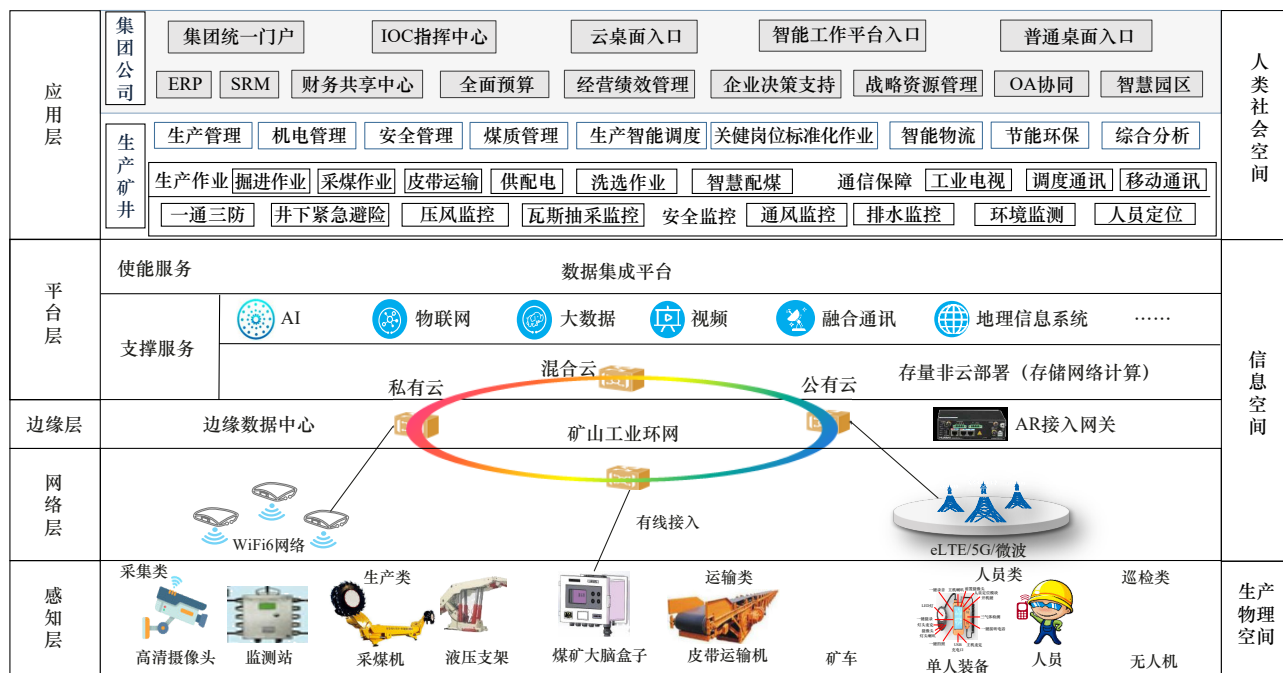 应用层
集团公司
集团统一门户 IOC指挥中心 云桌面入口 智能工作平台入口 普通桌面入口
ERP SRM 财务共享中心 全面预算 经营绩效管理 企业决策支持 战略资源管理 OA协同 智慧园区
生产矿井
生产管理 机电管理 安全管理 煤质管理 生产智能调度 关健岗位标准化作业 智能物流 节能环保 综合分析
生产作业 掘进作业 采煤作业 皮带运输 供配电 洗选作业 智慧配煤 通信保障 工业电视 调度通讯 移动通讯
一通三防 井下紧急避险 压风监控 瓦斯抽采监控 安全监控 通风监控 排水监控 环境监测 人员定位
人类社会空间
平台层
使能服务 数据集成平台
支撑服务
AI 物联网 大数据 视频 融合通讯 地理信息系统 ……
混合云
私有云 公有云 存量非云部署（存储网络计算）
信息空间
边缘层 边缘数据中心 矿山工业环网 AR接入网关
网络层
WiFi6网络 有线接入 eLTE/5G/微波
感知层
采集类 生产类 运输类 人员类 巡检类
高清摄像头 监测站 采煤机 液压支架 煤矿大脑盒子 皮带运输机 矿车 单人装备 人员 无人机
生产物理空间